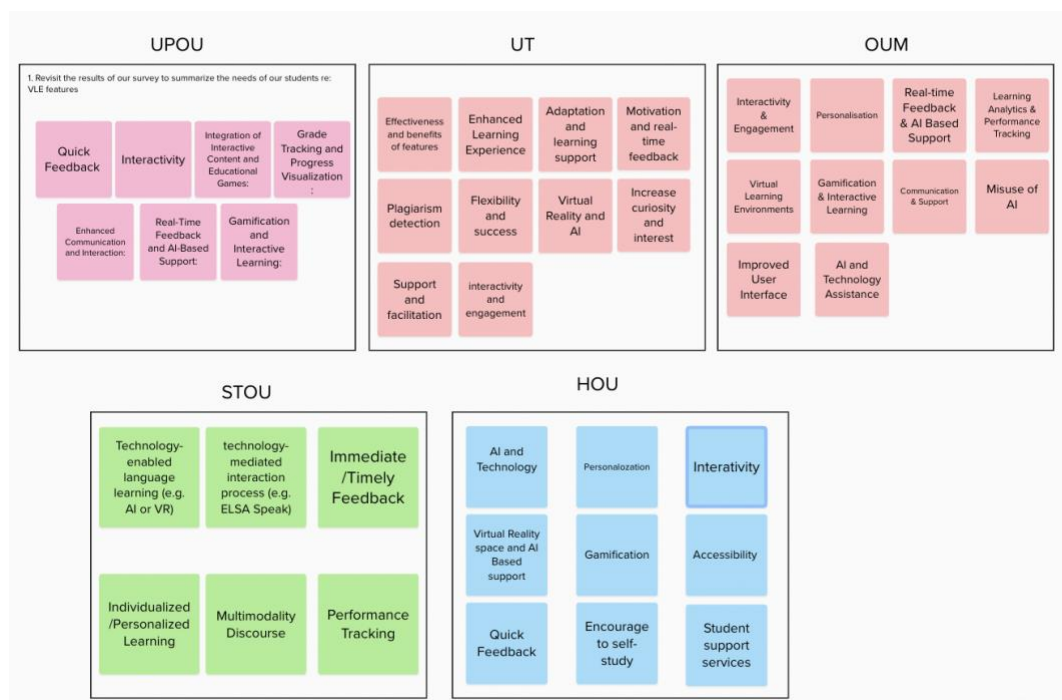 UPOU
1. Revisit the results of our survey to summarize the needs of our students re:
VLE features
Quick
Feedback
Interactivity
Integration of
Interactive
Content and
Educational
Games:
Grade
Tracking and
Progress
Visualization
:
Enhanced
Communication
and Interaction:
Real-Time
Feedback
and AI-Based
Support:
Gamification
and
Interactive
Learning:
UT
Effectiveness
and benefits
of features
Enhanced
Learning
Experience
Adaptation
and
learning
support
Motivation
and real-
time
feedback
Plagiarism
detection
Flexibility
and
success
Virtual
Reality and
AI
Increase
curiosity
and
interest
Support
and
facilitation
interactivity
and
engagement
OUM
Interactivity
&
Engagement
Personalisation
Real-time
Feedback
& AI Based
Support
Learning
Analytics &
Performance
Tracking
Virtual
Learning
Environments
Gamification
& Interactive
Learning
Communication
& Support
Misuse of
AI
Improved
User
Interface
AI and
Technology
Assistance
STOU
Technology-
enabled
language
learning (e.g.
AI or VR)
technology-
mediated
interaction
process (e.g.
ELSA Speak)
Immediate
/Timely
Feedback
Individualized
/Personalized
Learning
Multimodality
Discourse
Performance
Tracking
HOU
AI and
Technology
Personalozation
Interativity
Virtual Reality
space and AI
Based
support
Gamification
Accessibility
Quick
Feedback
Encourage
to self-
study
Student
support
services